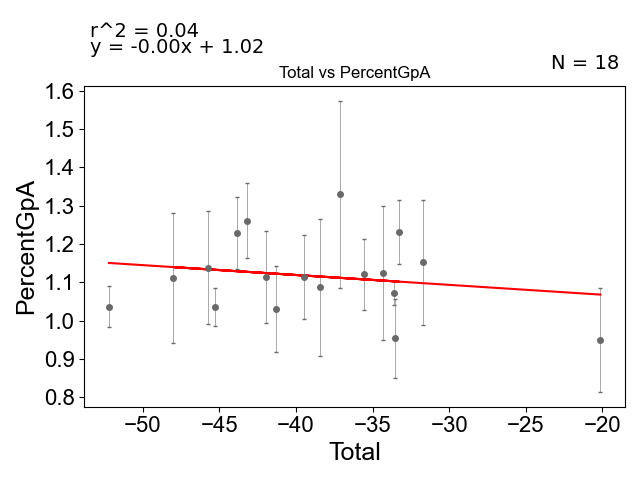 r^2 = 0.04
y = -0.00x + 1.02
N = 18
Total vs PercentGpA
PercentGpA
1.6
1.5
1.4
1.3
1.2
1.1
1.0
0.9
0.8
−50 −45 −40 −35 −30 −25 −20
Total